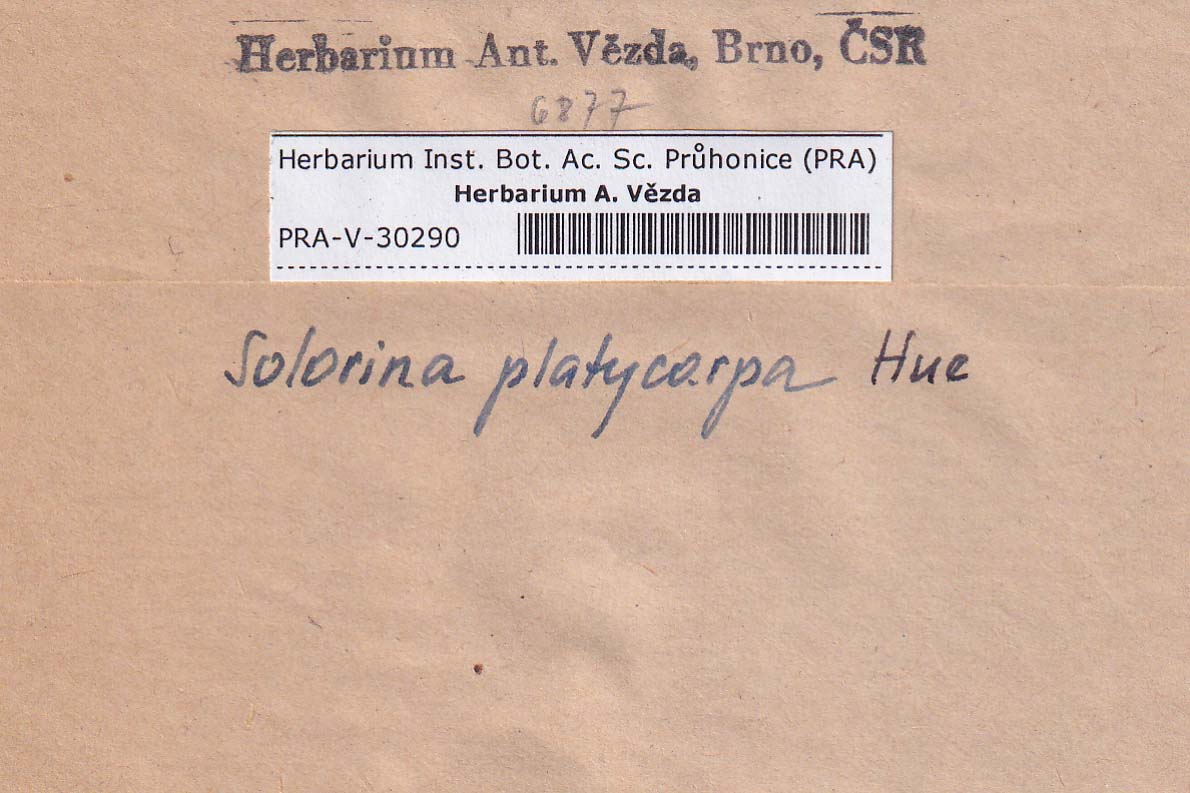 Herbarium Ant. Vězda, Brno, ČSR
6877
Herbarium Inst. Bot. Ac. Sc. Průhonice (PRA)
Herbarium A. Vězda
PRA-V-30290
Solorina platycarpa Hue